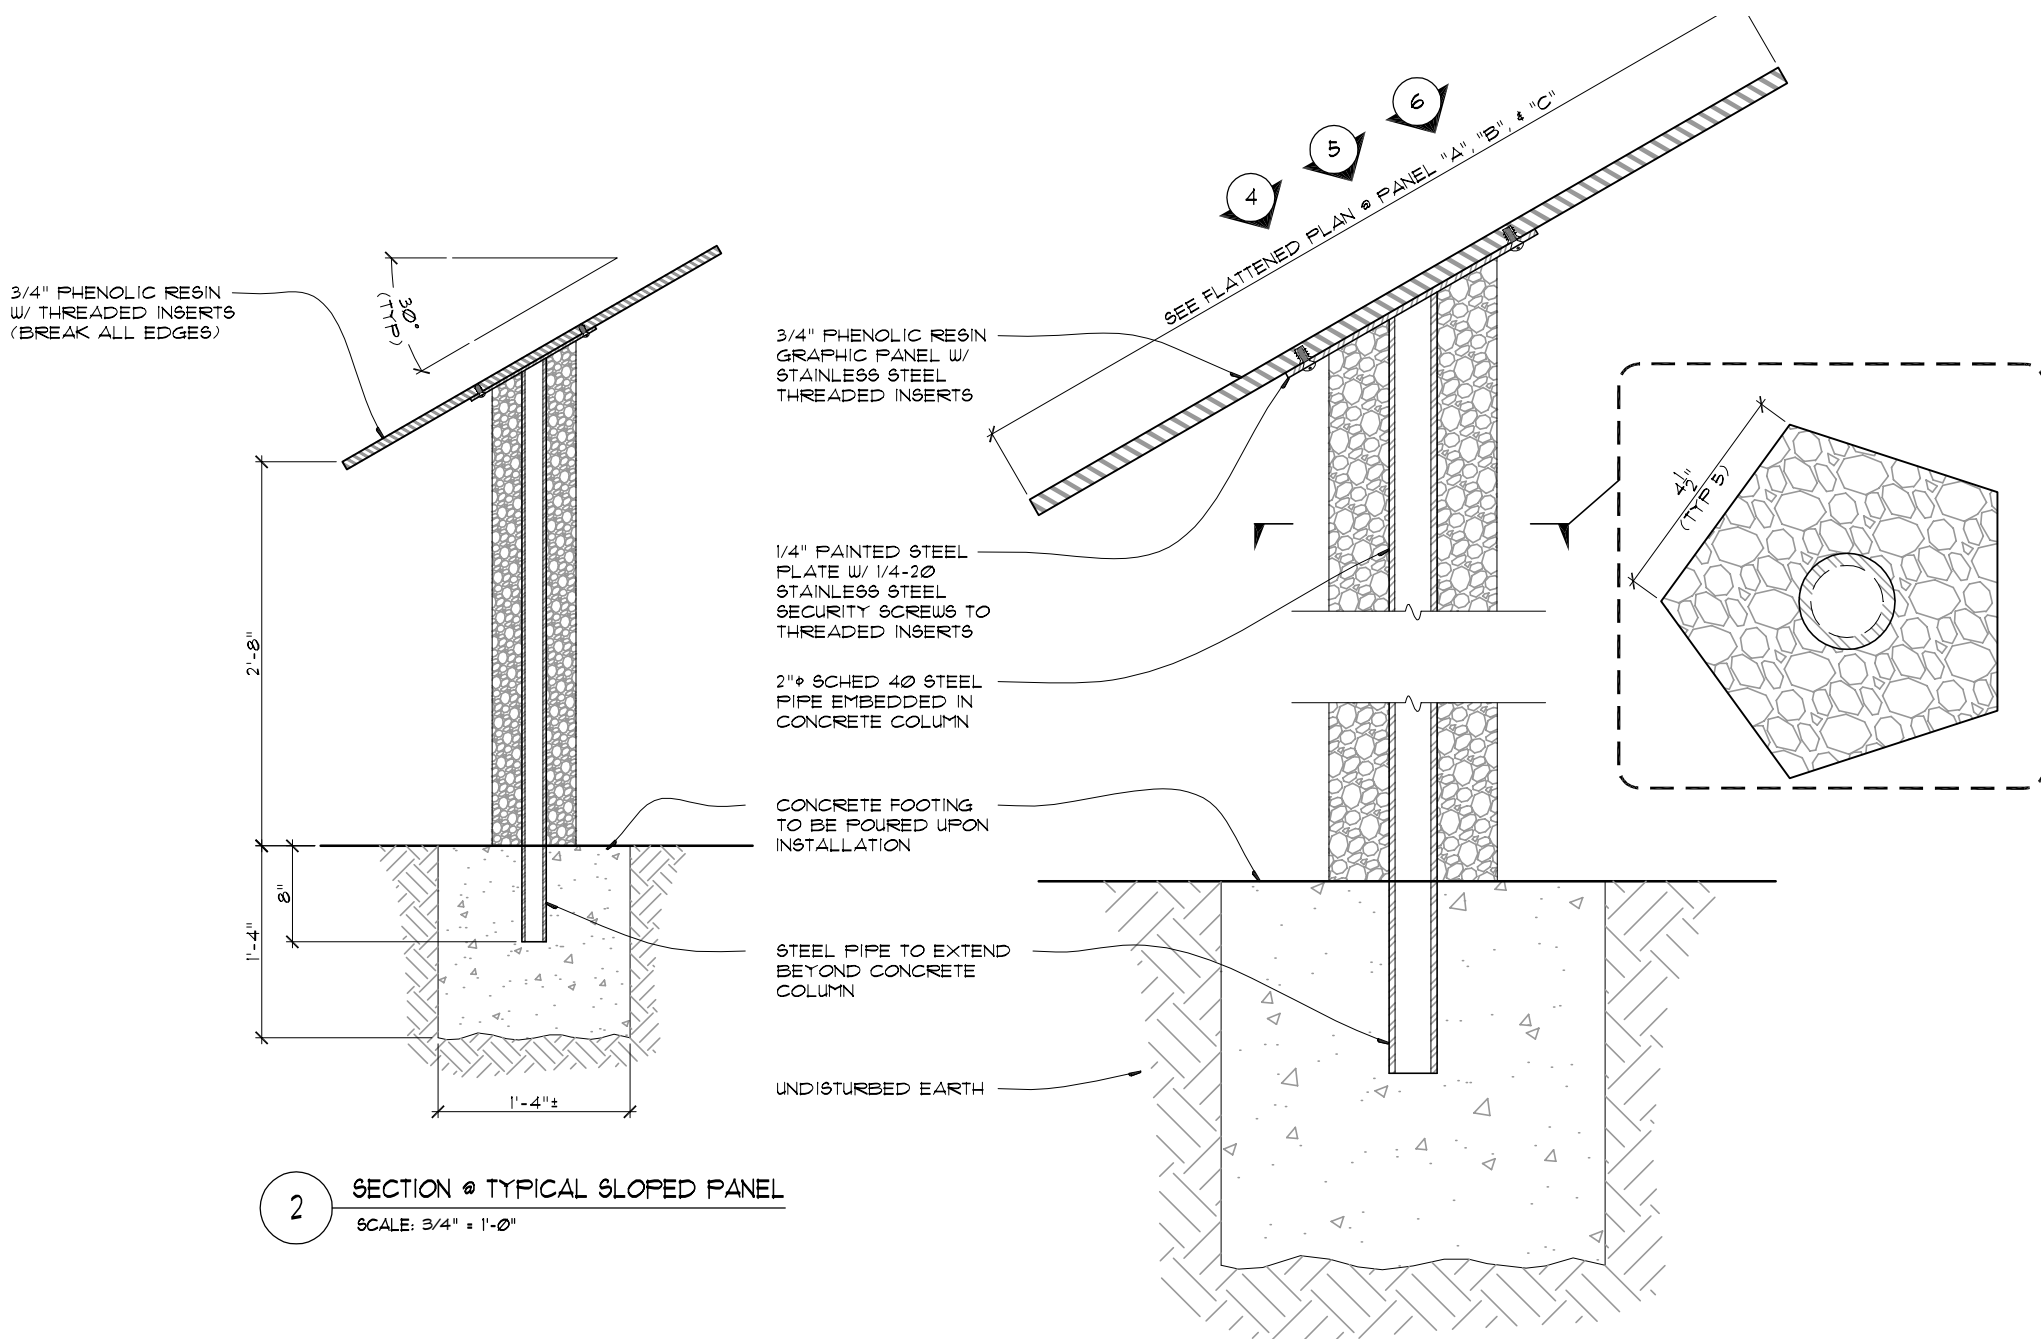 3/4" PHENOLIC RESIN
W/ THREADED INSERTS
(BREAK ALL EDGES)
30°
(TYP)
2'-8"
8"
1'-4"
1'-4"±
2
SECTION @ TYPICAL SLOPED PANEL
SCALE: 3/4" = 1'-0"
3/4" PHENOLIC RESIN
GRAPHIC PANEL W/
STAINLESS STEEL
THREADED INSERTS
1/4" PAINTED STEEL
PLATE W/ 1/4-20
STAINLESS STEEL
SECURITY SCREWS TO
THREADED INSERTS
2"φ SCHED 40 STEEL
PIPE EMBEDDED IN
CONCRETE COLUMN
CONCRETE FOOTING
TO BE POURED UPON
INSTALLATION
STEEL PIPE TO EXTEND
BEYOND CONCRETE
COLUMN
UNDISTURBED EARTH
4
5
6
SEE FLATTENED PLAN @ PANEL "A", "B", & "C"
4 1/2"
(TYP 5)